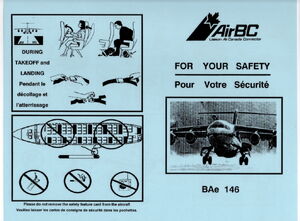 DURING
TAKEOFF and
LANDING
Pendant le
décollage et
l'atterrissage
Please do not remove the safety feature card from the aircraft
Veuillez laisser les cartes de consigne de sécurité dans les pochettes.
AirBC
Liaison Air Canada Connector
FOR YOUR SAFETY
Pour Votre Sécurité
BAe 146